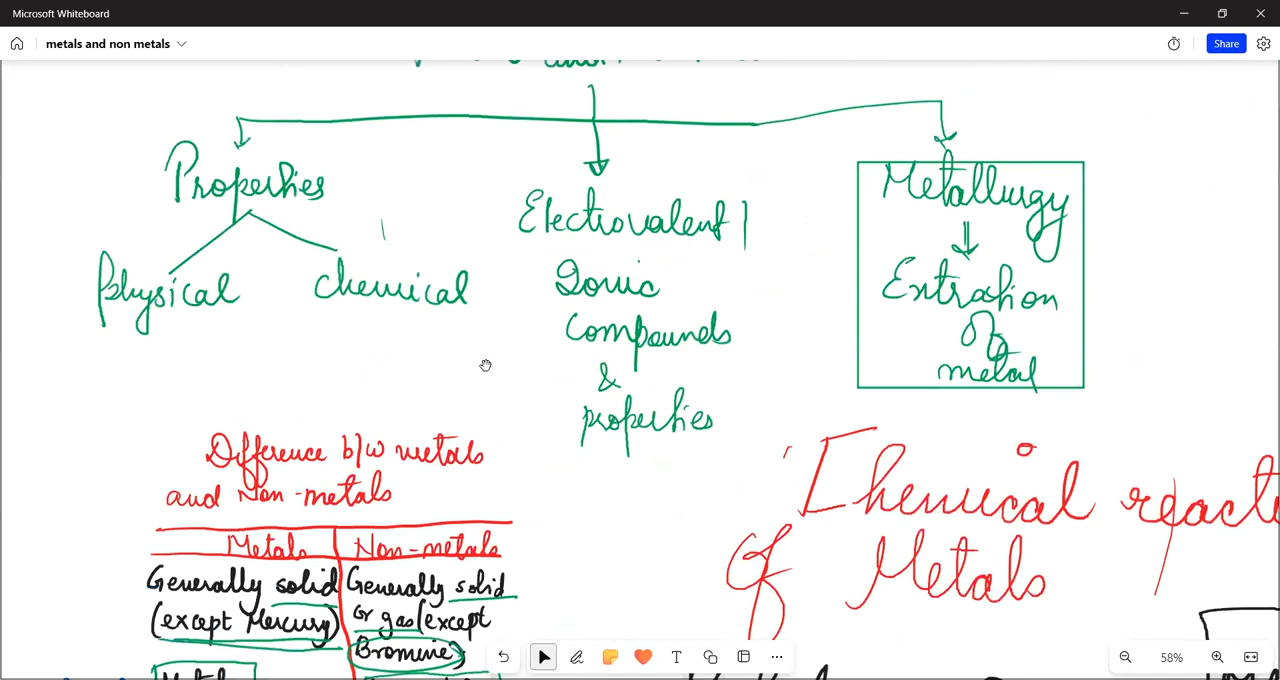 Microsoft Whiteboard
metals and non metals
Share
Properties
Physical
chemical
Electrovalent |
Ionic
compounds
&
properties
Metallurgy
Extration
of
metal
Difference b/w metals
and Non-metals
Metals
Non-metals
Generally solid
(except Mercury)
Generally solid
or gas (except
Bromine)
Chemical reacti
of Metals
58%